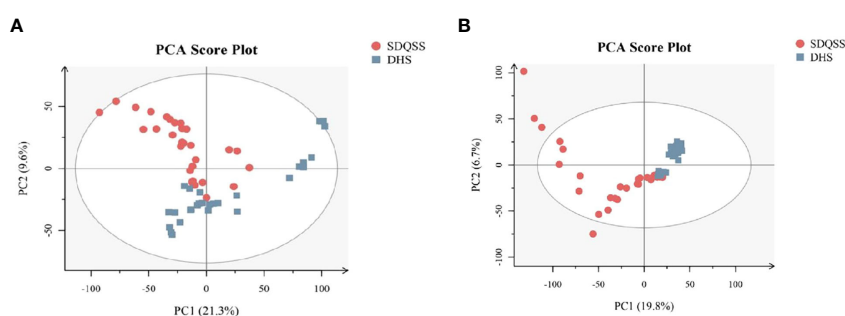 A
PCA Score Plot
SDQSS
DHS
PC2 (9.6%)
50
0
-50
-100
-50
0
50
100
PC1 (21.3%)
B
PCA Score Plot
SDQSS
DHS
PC2 (6.7%)
100
50
0
-50
-100
-100
-50
0
50
100
PC1 (19.8%)